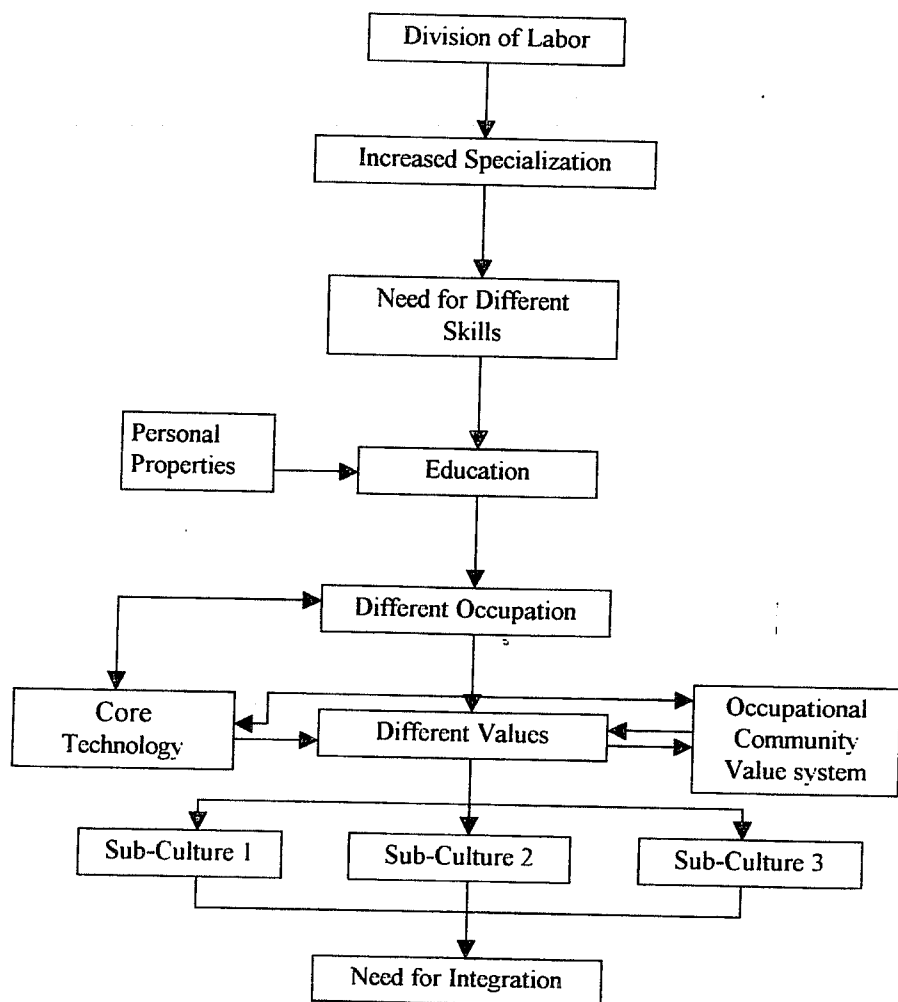 Division of Labor
Increased Specialization
Need for Different
Skills
Personal
Properties
Education
Different Occupation
Core
Technology
Different Values
Occupational
Community
Value system
Sub-Culture 1
Sub-Culture 2
Sub-Culture 3
Need for Integration